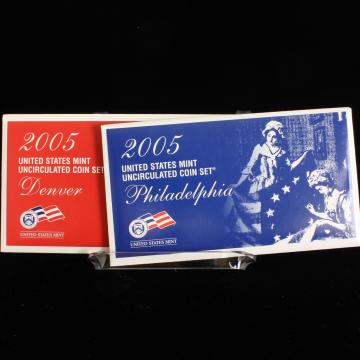 2005
UNITED STATES MINT
UNCIRCULATED COIN SET
Denver
UNITED STATES MINT
2005
UNITED STATES MINT
UNCIRCULATED COIN SET®
Philadelphia
UNITED STATES MINT